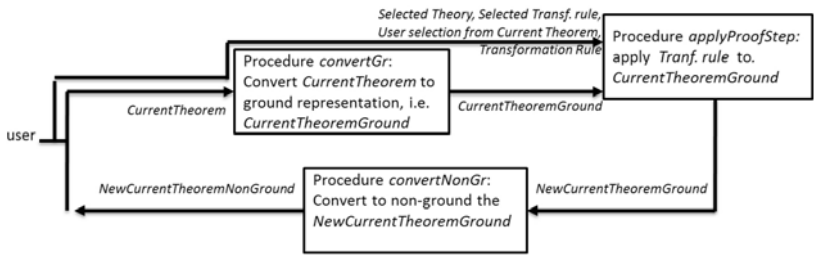 Selected Theory, Selected Transf. rule,
User selection from Current Theorem,
Transformation Rule
Procedure applyProofStep:
apply Tranf. rule to.
CurrentTheoremGround
Procedure convertGr:
Convert CurrentTheorem to
ground representation, i.e.
CurrentTheoremGround
CurrentTheorem
CurrentTheoremGround
user
Procedure convertNonGr:
Convert to non-ground the
NewCurrentTheoremGround
NewCurrentTheoremNonGround
NewCurrentTheoremGround